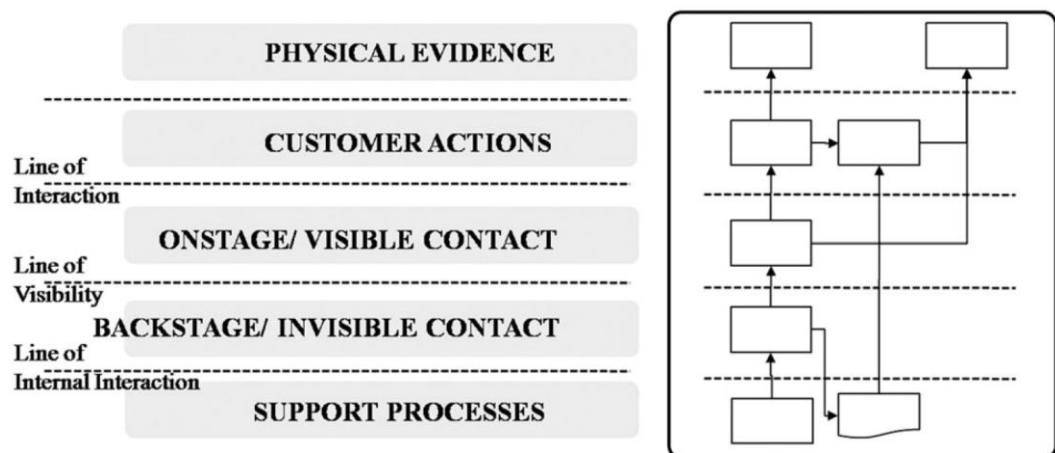 PHYSICAL EVIDENCE
CUSTOMER ACTIONS
Line of
Interaction
ONSTAGE/ VISIBLE CONTACT
Line of
Visibility
BACKSTAGE/ INVISIBLE CONTACT
Line of
Internal Interaction
SUPPORT PROCESSES